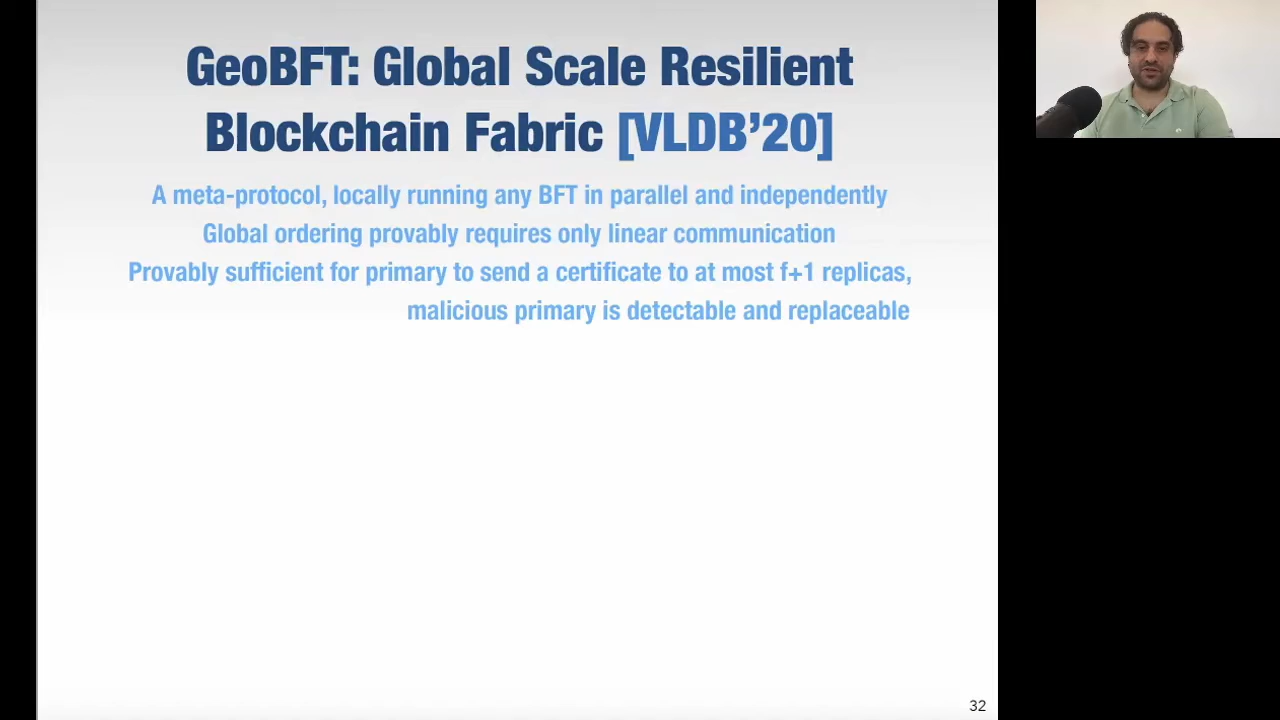 GeoBFT: Global Scale Resilient
Blockchain Fabric [VLDB’20]
A meta-protocol, locally running any BFT in parallel and independently
Global ordering provably requires only linear communication
Provably sufficient for primary to send a certificate to at most f+1 replicas,
malicious primary is detectable and replaceable
32